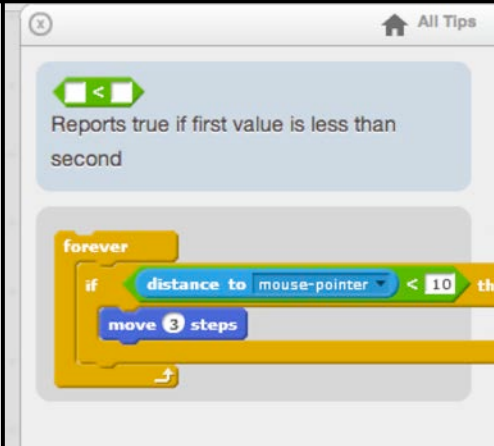 All Tips
<
Reports true if first value is less than
second
forever
if distance to mouse-pointer < 10 th
move 3 steps